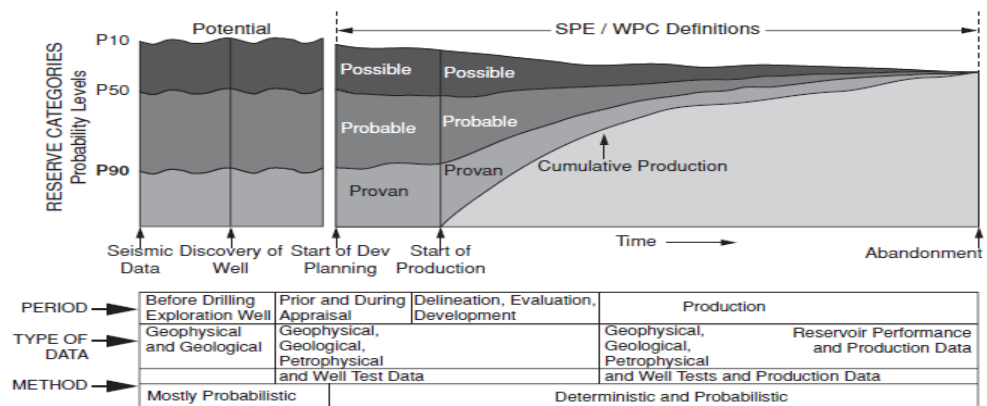 Potential
SPE / WPC Definitions
RESERVE CATEGORIES
Probability Levels
P10
P50
P90
Possible
Possible
Probable
Probable
Provan
Provan
Cumulative Production
Seismic
Data
Discovery of
Well
Start of Dev
Planning
Start of
Production
Time
Abandonment
PERIOD
Before Drilling
Exploration Well
Prior and During
Appraisal
Delineation, Evaluation,
Development
Production
TYPE OF
DATA
Geophysical
and Geological
Geophysical,
Geological,
Petrophysical
and Well Test Data
Geophysical,
Geological,
Petrophysical
and Well Tests and Production Data
Reservoir Performance
and Production Data
METHOD
Mostly Probabilistic
Deterministic and Probabilistic